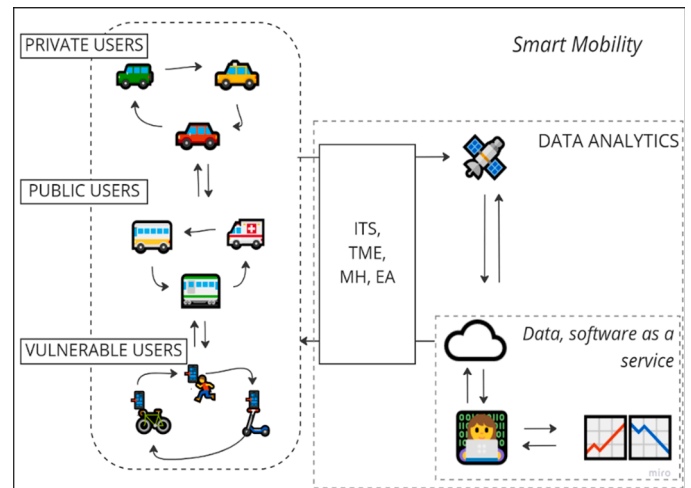 PRIVATE USERS
Smart Mobility
DATA ANALYTICS
PUBLIC USERS
ITS,
TME,
MH, EA
VULNERABLE USERS
Data, software as a
service
miro